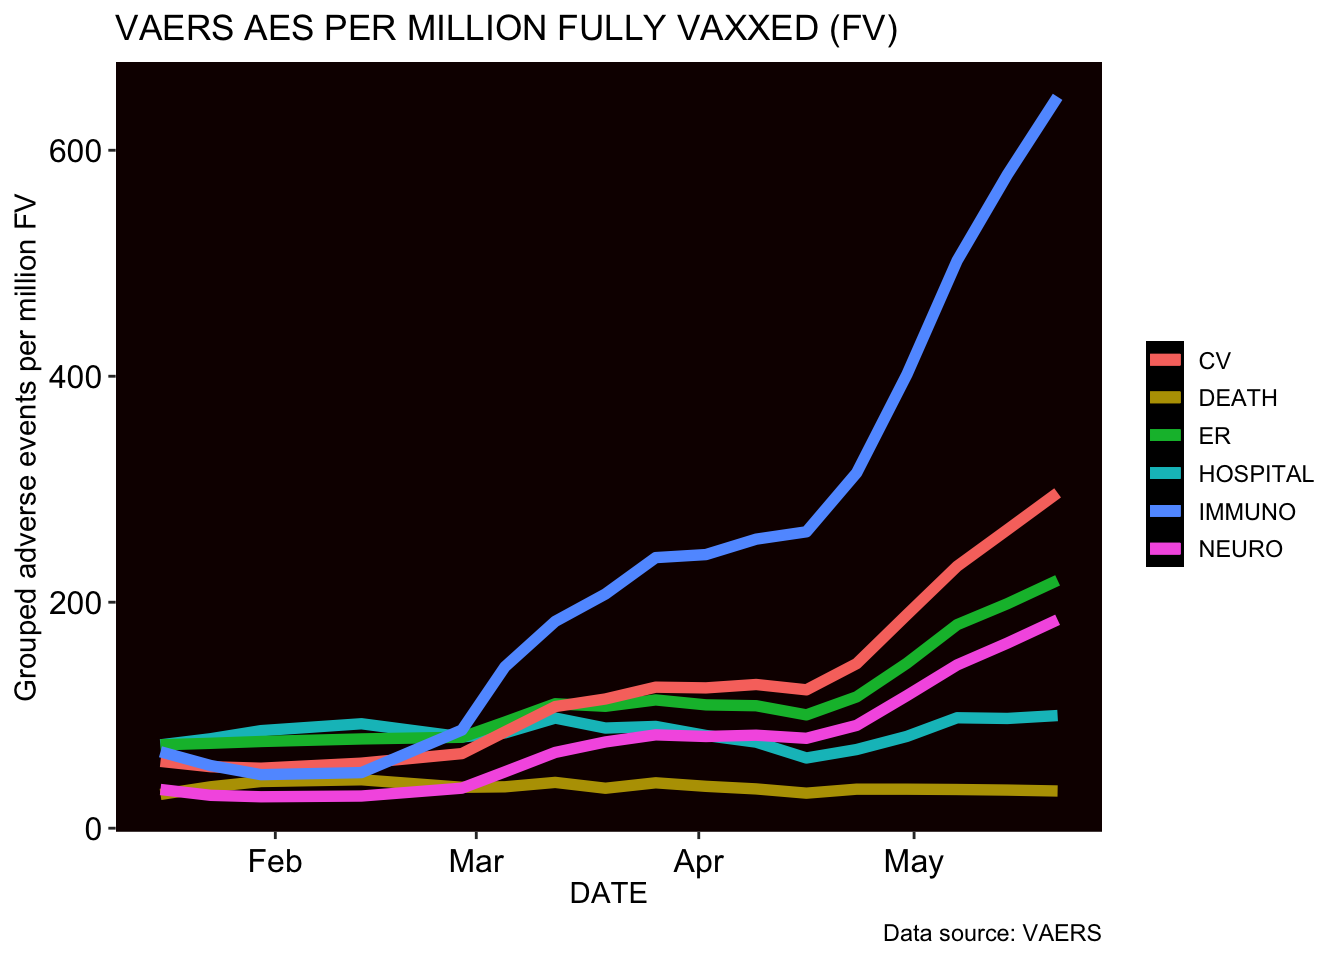 VAERS AES PER MILLION FULLY VAXXED (FV)
Grouped adverse events per million FV
600
400
200
0
Feb Mar Apr May
DATE
CV
DEATH
ER
HOSPITAL
IMMUNO
NEURO
Data source: VAERS